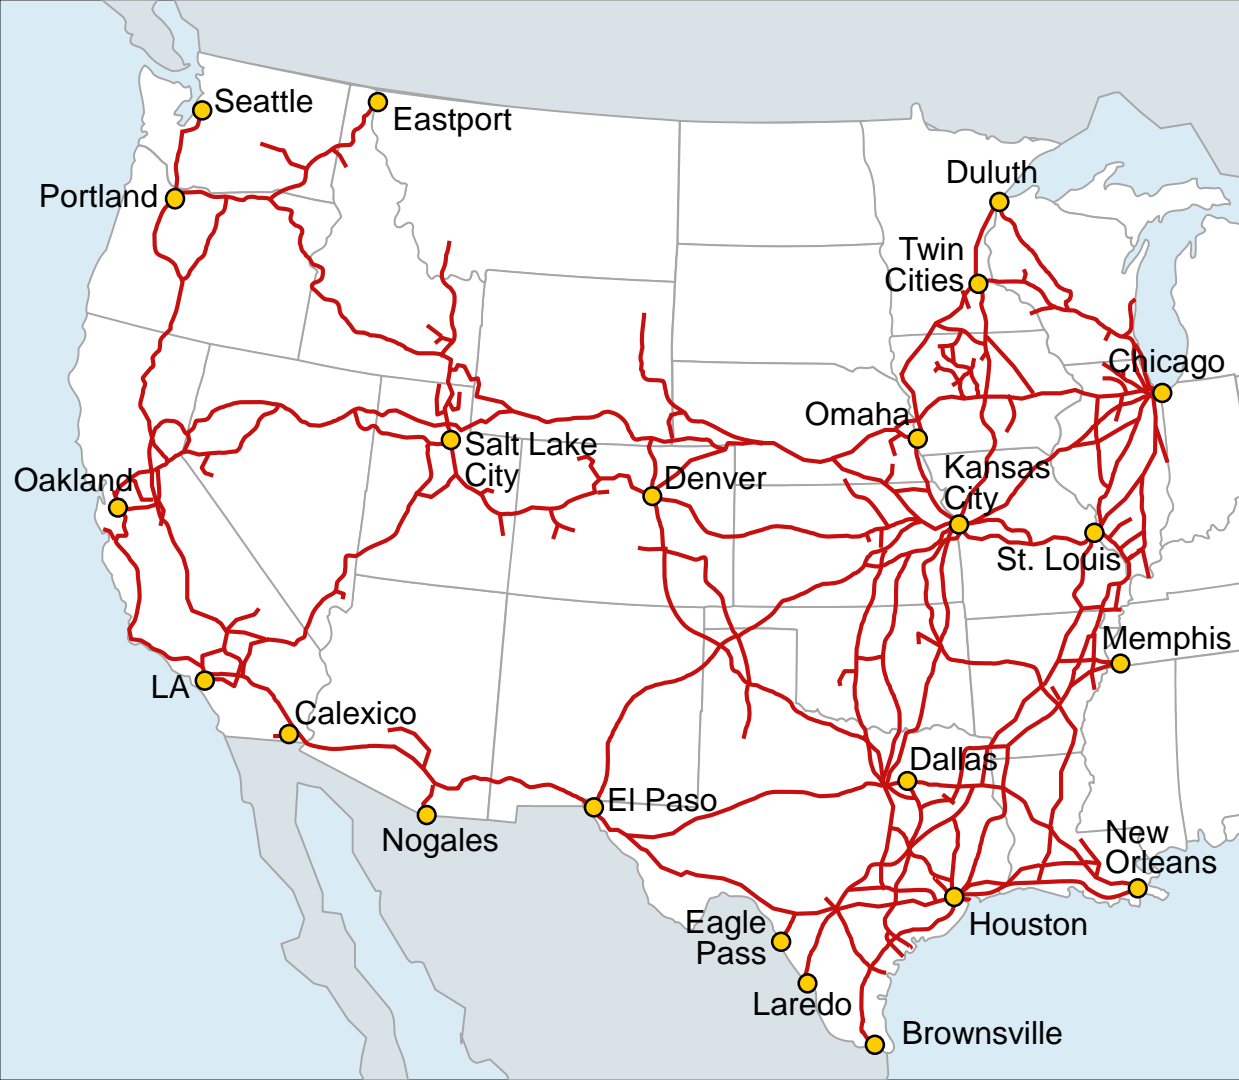 Seattle
Eastport
Duluth
Portland
Twin
Cities
Chicago
Omaha
Salt Lake
City
Oakland
Denver
Kansas
City
St. Louis
Memphis
LA
Calexico
Dallas
El Paso
Nogales
New
Orleans
Eagle
Pass
Houston
Laredo
Brownsville